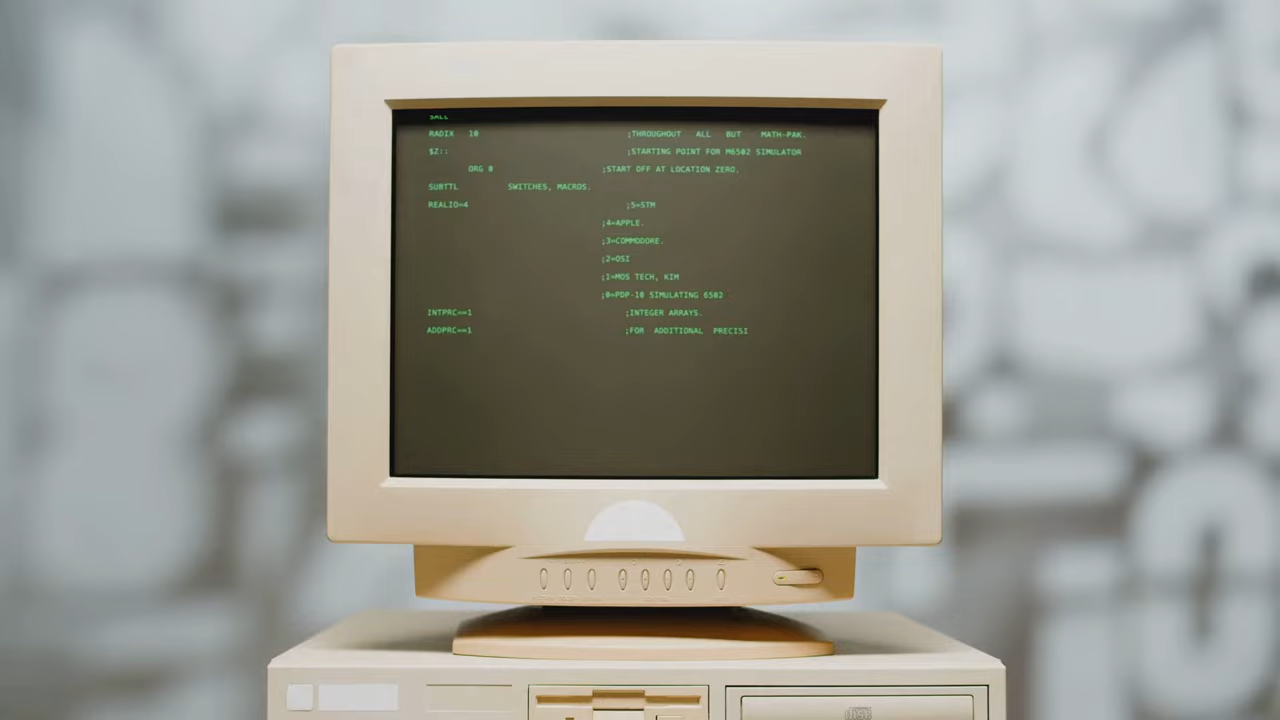 SALL
RADIX 10 ;THROUGHOUT ALL BUT MATH-PAK.
$Z:: ;STARTING POINT FOR M6502 SIMULATOR
ORG 0 ;START OFF AT LOCATION ZERO.
SUBTTL SWITCHES, MACROS.
REALIO=4 ;5=STM
;4=APPLE.
;3=COMMODORE.
;2=OSI
;1=MOS TECH, KIM
;0=PDP-10 SIMULATING 6502
INTPRC==1 ;INTEGER ARRAYS.
ADDPRC==1 ;FOR ADDITIONAL PRECISI